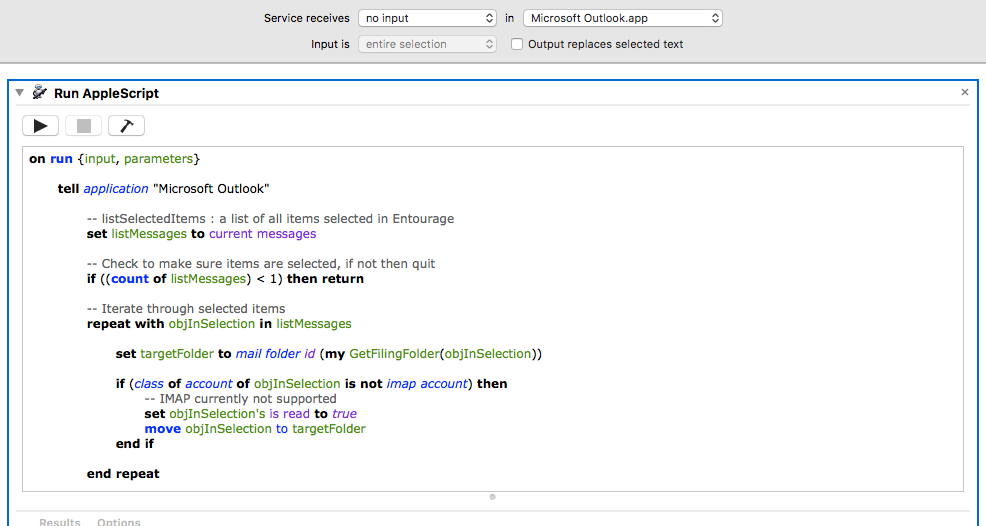 Service receives no input in Microsoft Outlook.app
Input is entire selection Output replaces selected text
Run AppleScript
on run {input, parameters}
tell application "Microsoft Outlook"
-- listSelectedItems : a list of all items selected in Entourage
set listMessages to current messages
-- Check to make sure items are selected, if not then quit
if ((count of listMessages) < 1) then return
-- Iterate through selected items
repeat with objInSelection in listMessages
set targetFolder to mail folder id (my GetFilingFolder(objInSelection))
if (class of account of objInSelection is not imap account) then
-- IMAP currently not supported
set objInSelection's is read to true
move objInSelection to targetFolder
end if
end repeat
Results Options